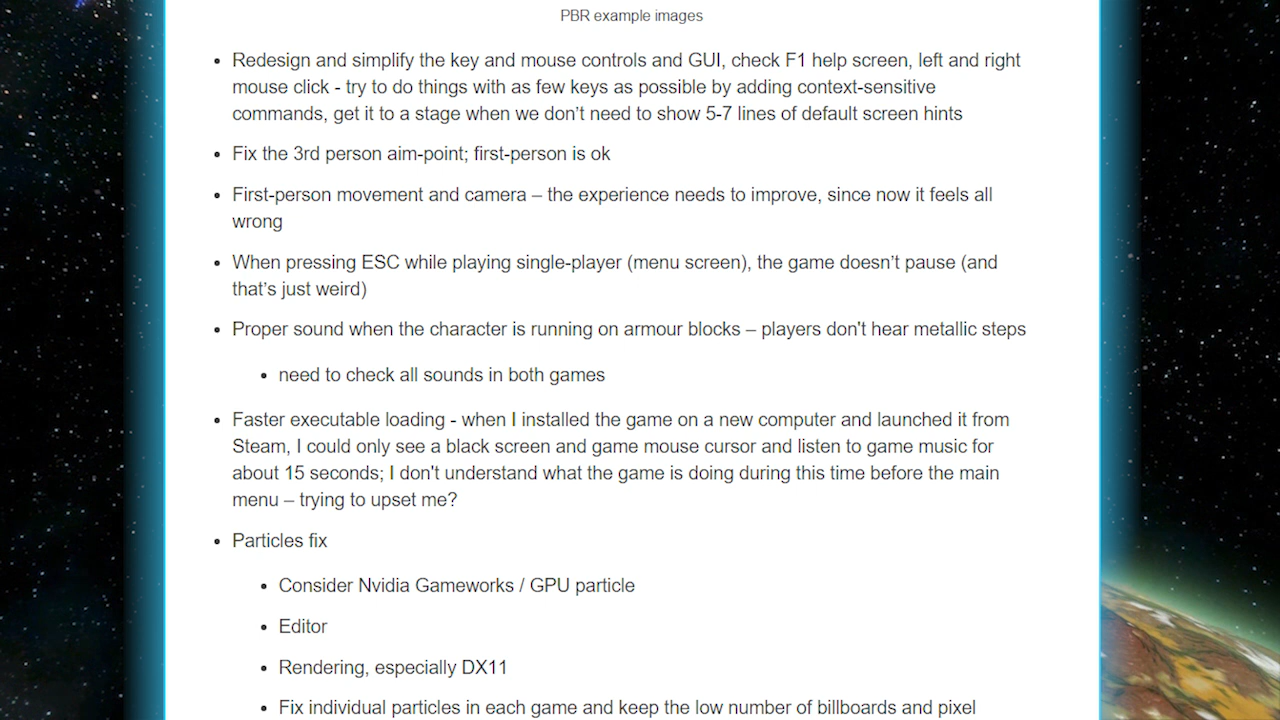 PBR example images
• Redesign and simplify the key and mouse controls and GUI, check F1 help screen, left and right
mouse click - try to do things with as few keys as possible by adding context-sensitive
commands, get it to a stage when we don’t need to show 5-7 lines of default screen hints
• Fix the 3rd person aim-point; first-person is ok
• First-person movement and camera – the experience needs to improve, since now it feels all
wrong
• When pressing ESC while playing single-player (menu screen), the game doesn’t pause (and
that’s just weird)
• Proper sound when the character is running on armour blocks – players don't hear metallic steps
• need to check all sounds in both games
• Faster executable loading - when I installed the game on a new computer and launched it from
Steam, I could only see a black screen and game mouse cursor and listen to game music for
about 15 seconds; I don't understand what the game is doing during this time before the main
menu – trying to upset me?
• Particles fix
• Consider Nvidia Gameworks / GPU particle
• Editor
• Rendering, especially DX11
• Fix individual particles in each game and keep the low number of billboards and pixel